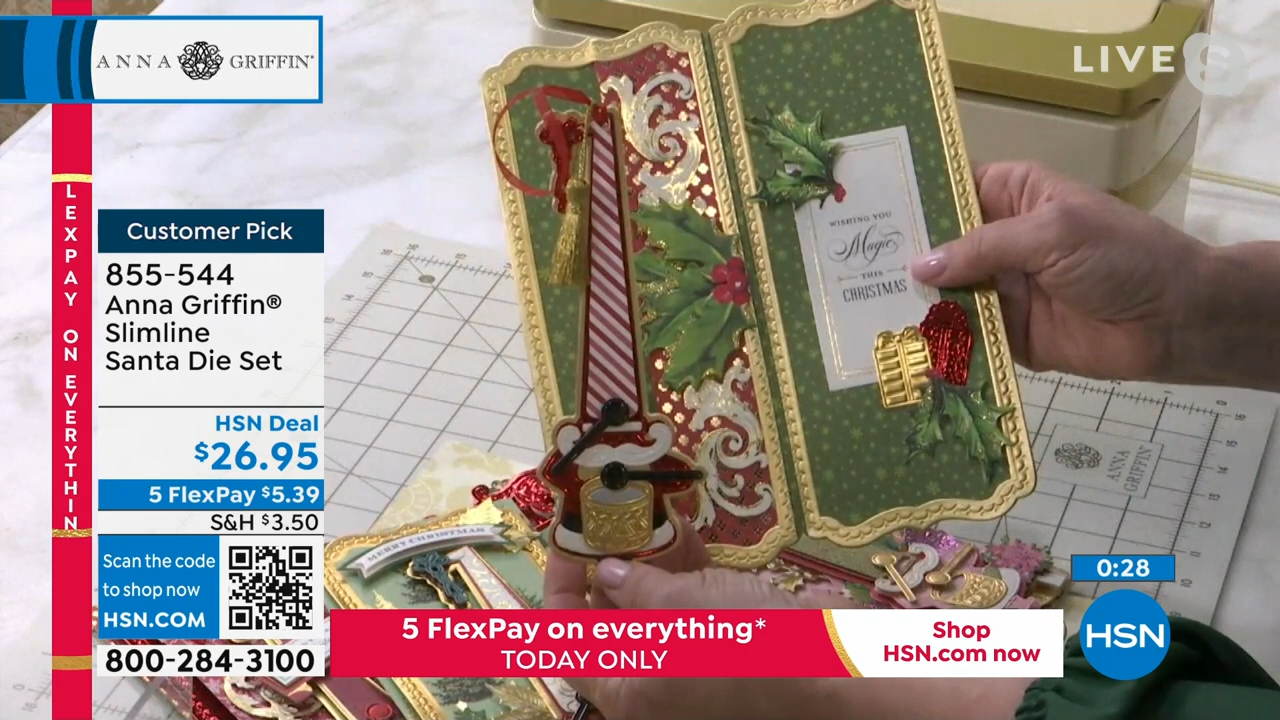 ANNA GRIFFIN®
LIVE
LEXPAY ON EVERYTHIN
Customer Pick
855-544
Anna Griffin®
Slimline
Santa Die Set
HSN Deal
$26.95
5 FlexPay $5.39
S&H $3.50
Scan the code
to shop now
HSN.COM
800-284-3100
WISHING YOU
Magic
THIS
CHRISTMAS
MERRY CHRISTMAS
ANNA
GRIFFIN
5 FlexPay on everything*
TODAY ONLY
Shop
HSN.com now
0:28
HSN